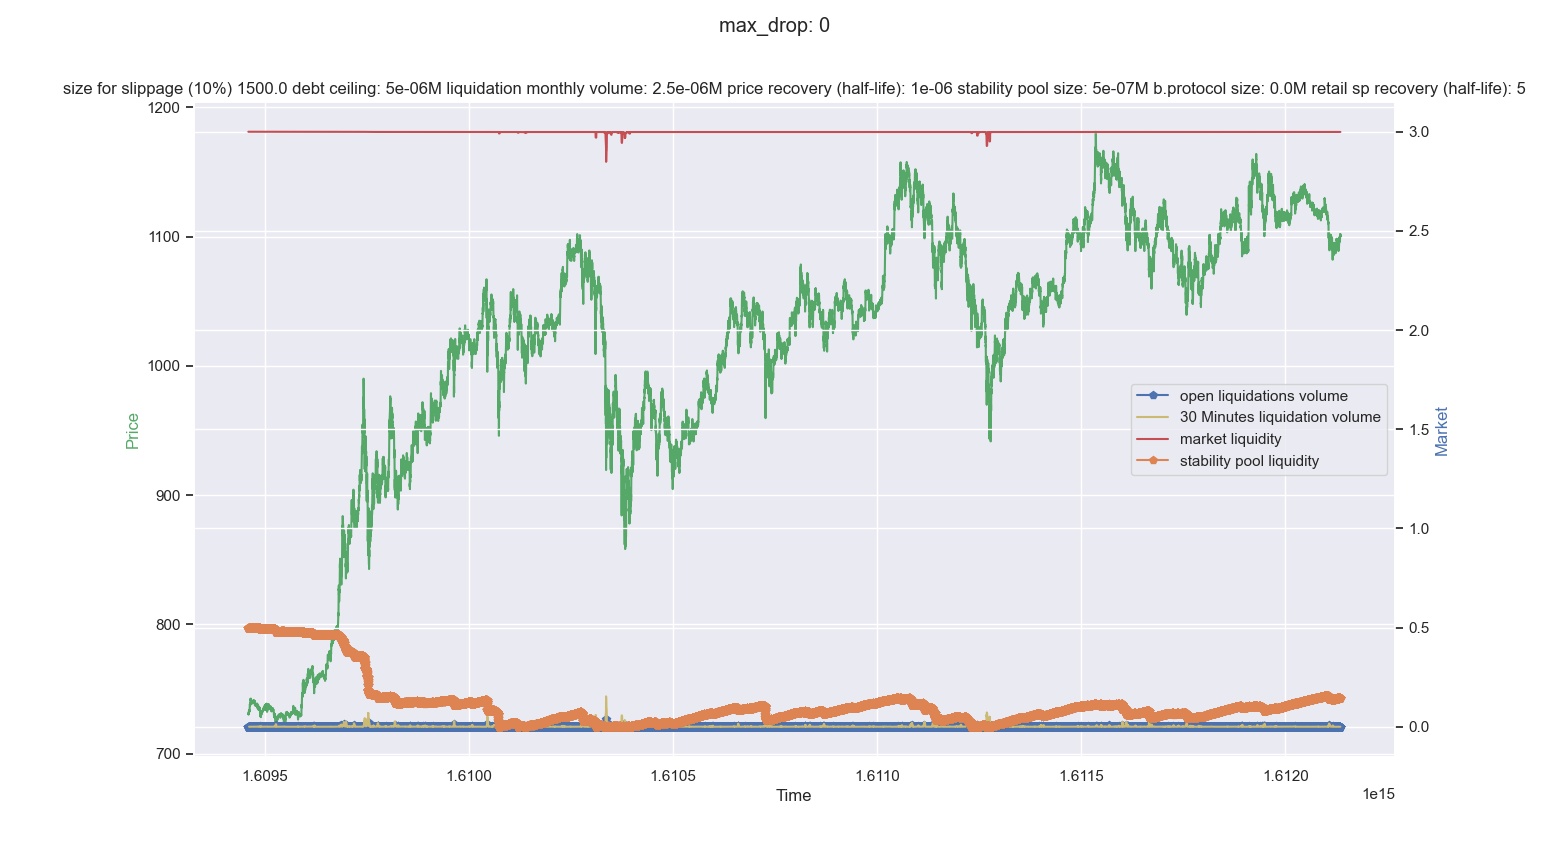 max_drop: 0
size for slippage (10%) 1500.0 debt ceiling: 5e-06M liquidation monthly volume: 2.5e-06M price recovery (half-life): 1e-06 stability pool size: 5e-07M b.protocol size: 0.0M retail sp recovery (half-life): 5
1200
1100
1000
900
800
700
Price
3.0
2.5
2.0
1.5
1.0
0.5
0.0
Market
open liquidations volume
30 Minutes liquidation volume
market liquidity
stability pool liquidity
1.6095 1.6100 1.6105 1.6110 1.6115 1.6120
Time
1e15